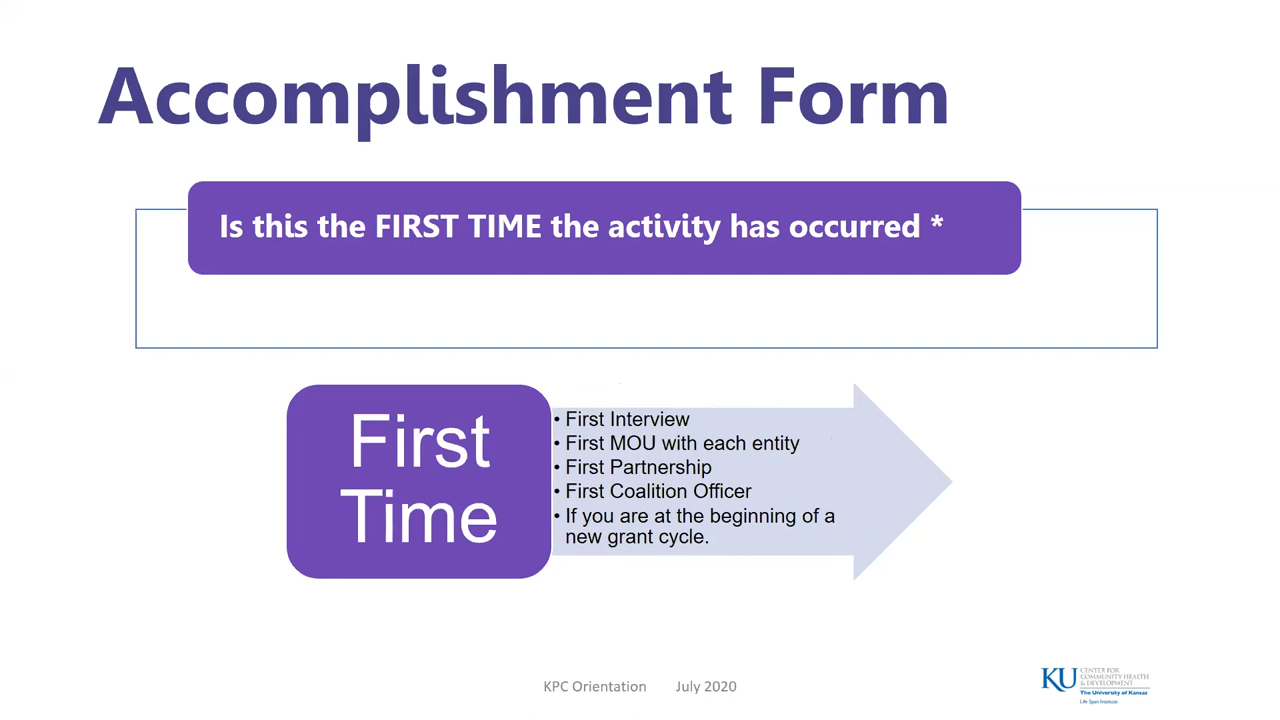 Accomplishment Form
Is this the FIRST TIME the activity has occurred *
First
Time
• First Interview
• First MOU with each entity
• First Partnership
• First Coalition Officer
• If you are at the beginning of a
new grant cycle.
KPC Orientation July 2020
KU
CENTER FOR
COMMUNITY HEALTH
& DEVELOPMENT
The University of Kansas
Life Span Institute